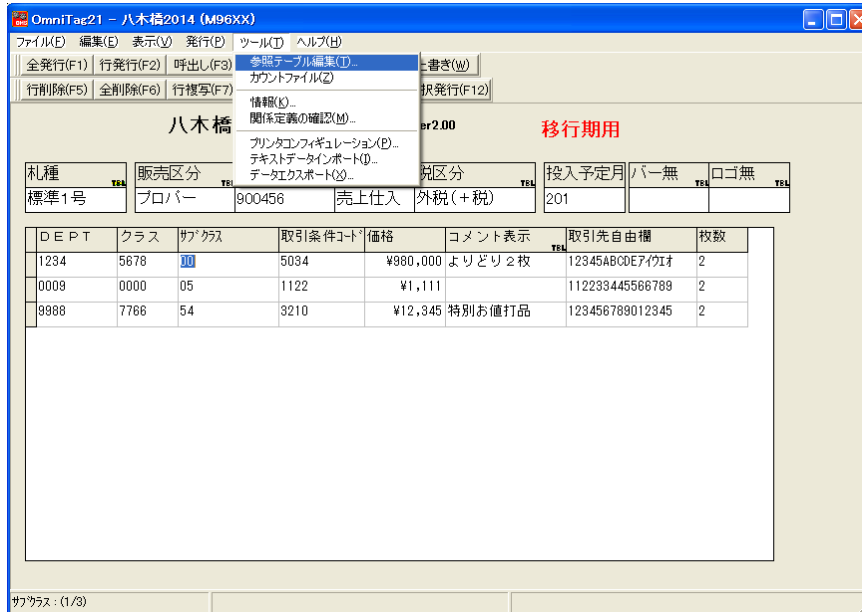 OmniTag21 - 八木橋2014 (M96XX)
ファイル(F) 編集(E) 表示(V) 発行(P) ツール(T) ヘルプ(H)
全発行(F1) 行発行(F2) 呼出し(F3) 上書き(W)
行削除(F5) 全削除(F6) 行複写(F7) 択発行(F12)
参照テーブル編集(T)...
カウントファイル(Z)
情報(K)...
関係定義の確認(M)...
プリンタコンフィギュレーション(P)...
テキストデータインポート(I)...
データエクスポート(X)...
八木橋 er2.00 移行期用
札種 TBL 販売区分 TBL 税区分 TBL 投入予定月 バー無 TBL ロゴ無 TBL
標準1号 プロパー 900456 売上仕入 外税(+税) 201
DEPT クラス ｻﾌﾞｸﾗｽ 取引条件ｺｰﾄﾞ 価格 コメント表示 TBL 取引先自由欄 枚数
1234 5678 00 5034 ¥980,000 よりどり2枚 12345ABCDEｱｲｳｴｵ 2
0009 0000 05 1122 ¥1,111 112233445566789 2
9988 7766 54 3210 ¥12,345 特別お値打品 123456789012345 2
ｻﾌﾞｸﾗｽ : (1/3)